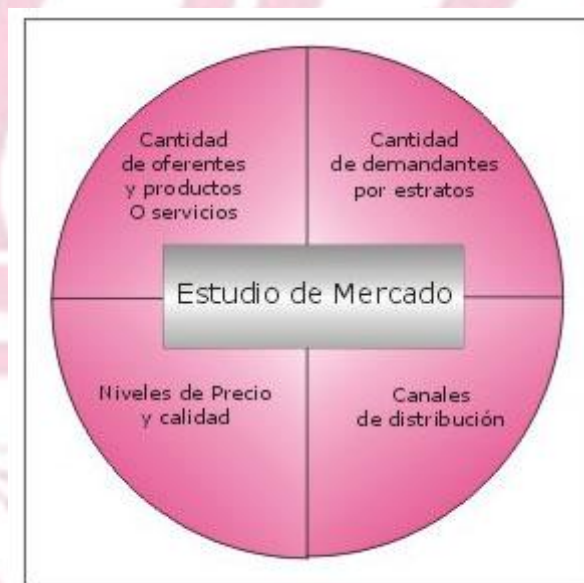 Cantidad
de oferentes
y productos
O servicios
Cantidad
de demandantes
por estratos
Estudio de Mercado
Niveles de Precio
y calidad
Canales
de distribución